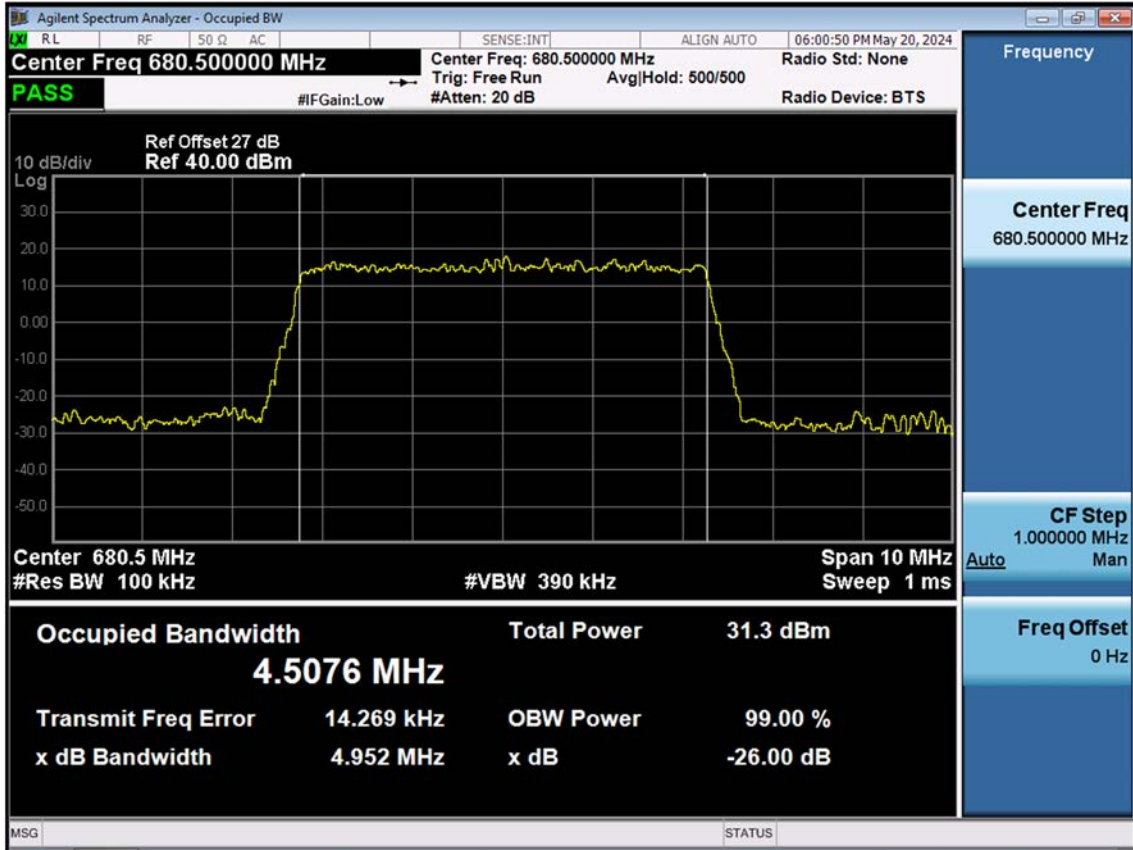 Agilent Spectrum Analyzer - Occupied BW
LXI RL RF 50 Ω AC SENSE:INT ALIGN AUTO 06:00:50 PM May 20, 2024
Center Freq 680.500000 MHz Center Freq: 680.500000 MHz Radio Std: None
Trig: Free Run Avg|Hold: 500/500
PASS #IFGain:Low #Atten: 20 dB Radio Device: BTS
Ref Offset 27 dB
10 dB/div Ref 40.00 dBm
Log
30.0
20.0
10.0
0.00
-10.0
-20.0
-30.0
-40.0
-50.0
Center 680.5 MHz Span 10 MHz
#Res BW 100 kHz #VBW 390 kHz Sweep 1 ms
Occupied Bandwidth Total Power 31.3 dBm
4.5076 MHz
Transmit Freq Error 14.269 kHz OBW Power 99.00 %
x dB Bandwidth 4.952 MHz x dB -26.00 dB
MSG STATUS
Frequency
Center Freq
680.500000 MHz
CF Step
1.000000 MHz
Auto Man
Freq Offset
0 Hz